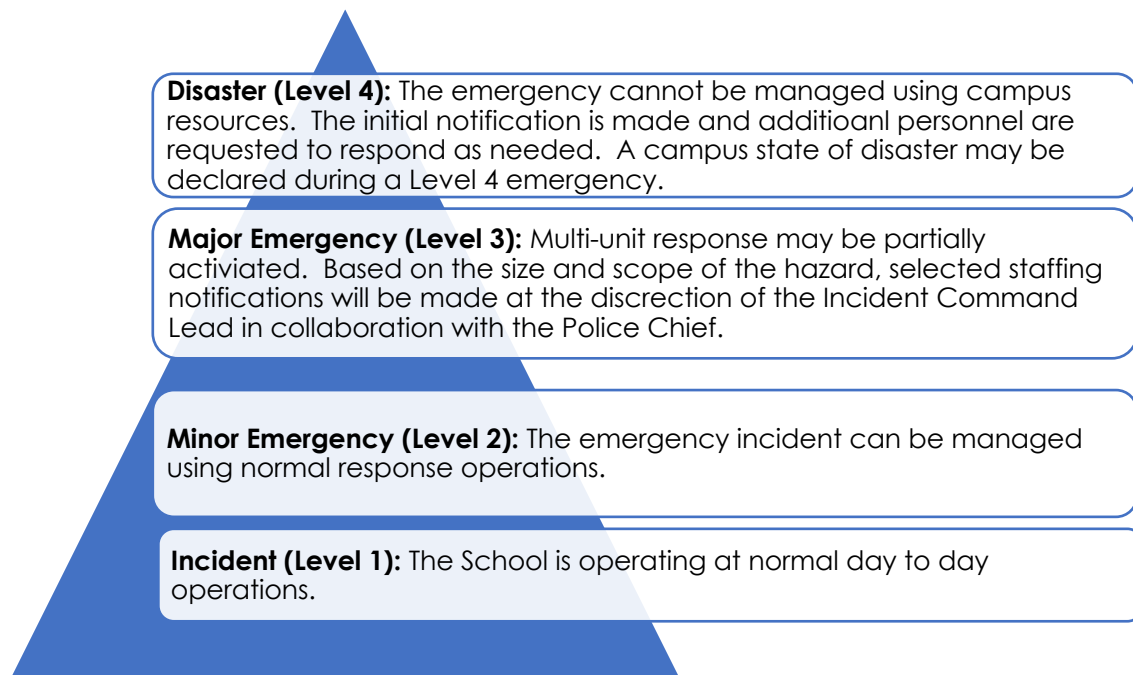 Disaster (Level 4): The emergency cannot be managed using campus
resources.  The initial notification is made and additioanl personnel are
requested to respond as needed.  A campus state of disaster may be
declared during a Level 4 emergency.
Major Emergency (Level 3): Multi-unit response may be partially
activiated.  Based on the size and scope of the hazard, selected staffing
notifications will be made at the discrection of the Incident Command
Lead in collaboration with the Police Chief.
Minor Emergency (Level 2): The emergency incident can be managed
using normal response operations.
Incident (Level 1): The School is operating at normal day to day
operations.